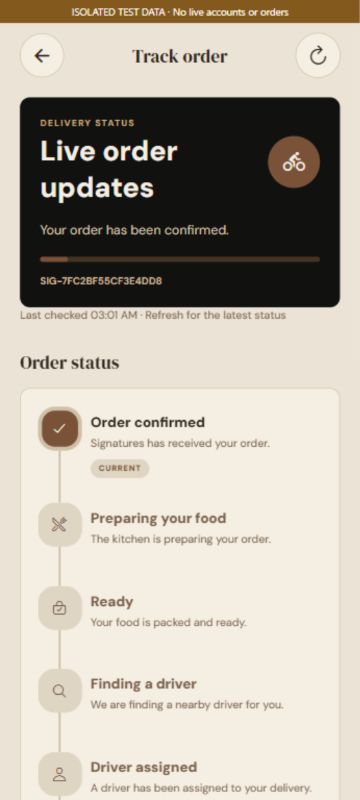 ISOLATED TEST DATA · No live accounts or orders
Track order
DELIVERY STATUS
Live order
updates
Your order has been confirmed.
SIG-7FC2BF55CF3E4DD8
Last checked 03:01 AM · Refresh for the latest status
Order status
Order confirmed
Signatures has received your order.
CURRENT
Preparing your food
The kitchen is preparing your order.
Ready
Your food is packed and ready.
Finding a driver
We are finding a nearby driver for you.
Driver assigned
A driver has been assigned to your delivery.